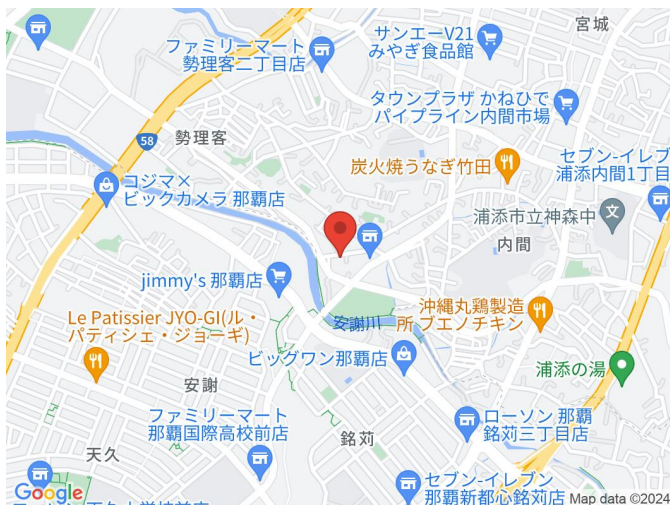 宮城
サンエーV21
みやぎ食品館
ファミリーマート
勢理客二丁目店
タウンプラザ かねひで
パイプライン内間市場
58
勢理客
炭火焼うなぎ竹田
セブン-イレブ
浦添内間1丁目
コジマ×
ビックカメラ 那覇店
浦添市立神森中
文
内間
jimmy's 那覇店
Le Patissier JYO-GI(ル・
パティシェ・ジョーギ)
安謝川
沖縄丸鶏製造
所 ブエノチキン
ビッグワン那覇店
浦添の湯
安謝
ファミリーマート
那覇国際高校前店
ローソン 那覇
銘苅三丁目店
銘苅
天久
セブン-イレブン
那覇新都心銘苅店
Google
Map data ©2024